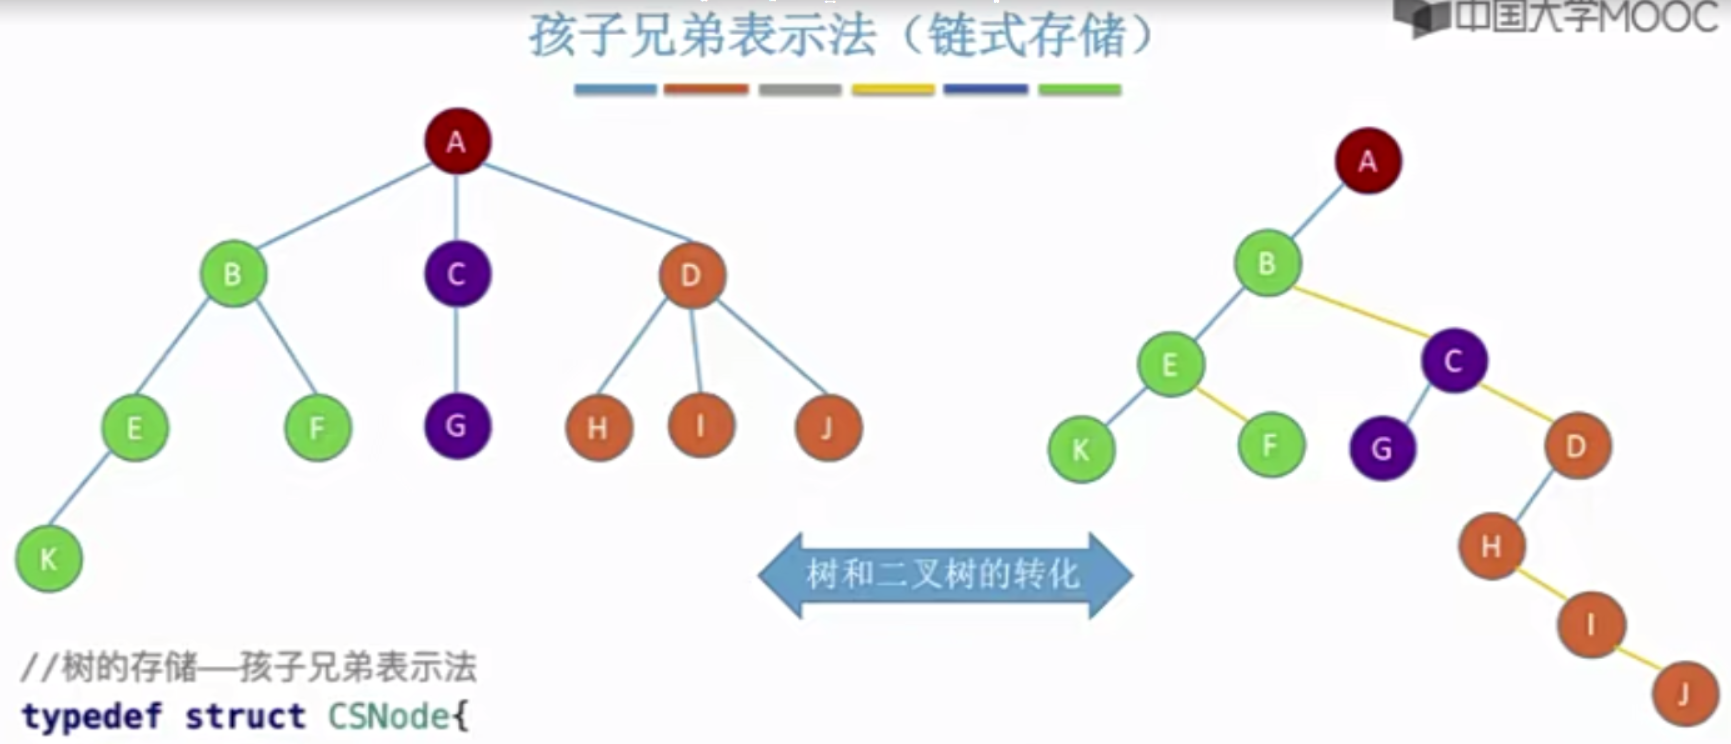 中国大学MOOC
孩子兄弟表示法（链式存储）
A
B
C
D
E
F
G
H
I
J
K
A
B
E
C
K
F
G
D
H
I
J
树和二叉树的转化
//树的存储——孩子兄弟表示法
typedef struct CSNode{